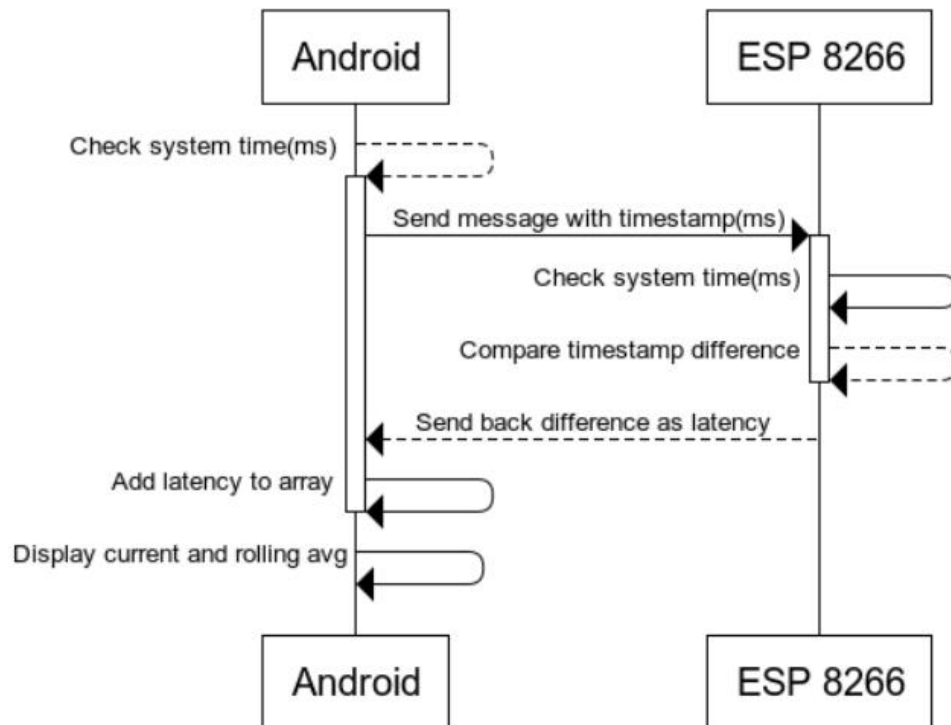 Android
ESP 8266
Check system time(ms)
Send message with timestamp(ms)
Check system time(ms)
Compare timestamp difference
Send back difference as latency
Add latency to array
Display current and rolling avg
Android
ESP 8266